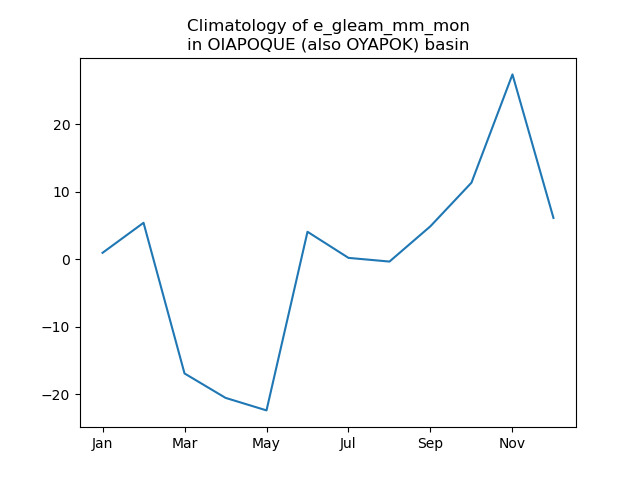 Climatology of e_gleam_mm_mon
in OIAPOQUE (also OYAPOK) basin
20
10
0
−10
−20
Jan
Mar
May
Jul
Sep
Nov